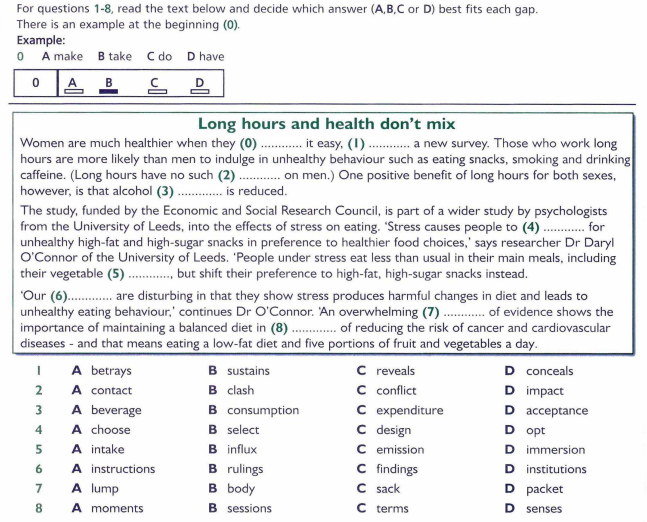 For questions 1-8, read the text below and decide which answer (A,B,C or D) best fits each gap.
There is an example at the beginning (0).
Example:
0 A make B take C do D have
0 A B C D
Long hours and health don't mix
Women are much healthier when they (0) ............ it easy, (1) ............ a new survey. Those who work long
hours are more likely than men to indulge in unhealthy behaviour such as eating snacks, smoking and drinking
caffeine. (Long hours have no such (2) ............ on men.) One positive benefit of long hours for both sexes,
however, is that alcohol (3) ............. is reduced.
The study, funded by the Economic and Social Research Council, is part of a wider study by psychologists
from the University of Leeds, into the effects of stress on eating. 'Stress causes people to (4) ............ for
unhealthy high-fat and high-sugar snacks in preference to healthier food choices,' says researcher Dr Daryl
O'Connor of the University of Leeds. 'People under stress eat less than usual in their main meals, including
their vegetable (5) ............, but shift their preference to high-fat, high-sugar snacks instead.
'Our (6)............. are disturbing in that they show stress produces harmful changes in diet and leads to
unhealthy eating behaviour,' continues Dr O'Connor. 'An overwhelming (7) ............ of evidence shows the
importance of maintaining a balanced diet in (8) ............. of reducing the risk of cancer and cardiovascular
diseases - and that means eating a low-fat diet and five portions of fruit and vegetables a day.
1 A betrays B sustains C reveals D conceals
2 A contact B clash C conflict D impact
3 A beverage B consumption C expenditure D acceptance
4 A choose B select C design D opt
5 A intake B influx C emission D immersion
6 A instructions B rulings C findings D institutions
7 A lump B body C sack D packet
8 A moments B sessions C terms D senses